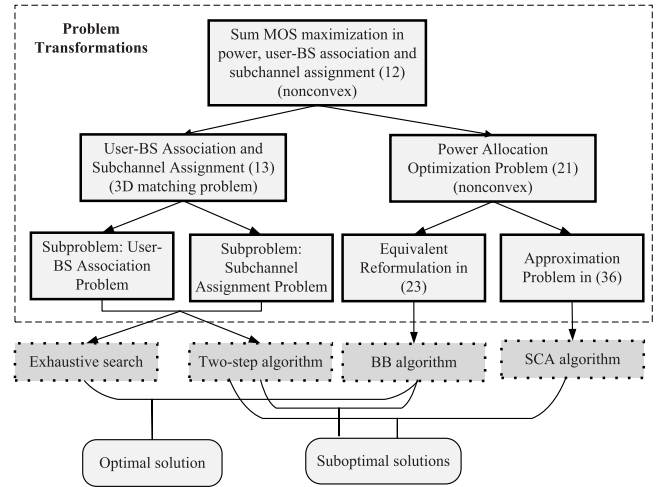 Problem
Transformations
Sum MOS maximization in
power, user-BS association and
subchannel assignment (12)
(nonconvex)
User-BS Association and
Subchannel Assignment (13)
(3D matching problem)
Power Allocation
Optimization Problem (21)
(nonconvex)
Subproblem: User-
BS Association
Problem
Subproblem:
Subchannel
Assignment Problem
Equivalent
Reformulation in
(23)
Approximation
Problem in (36)
Exhaustive search
Two-step algorithm
BB algorithm
SCA algorithm
Optimal solution
Suboptimal solutions